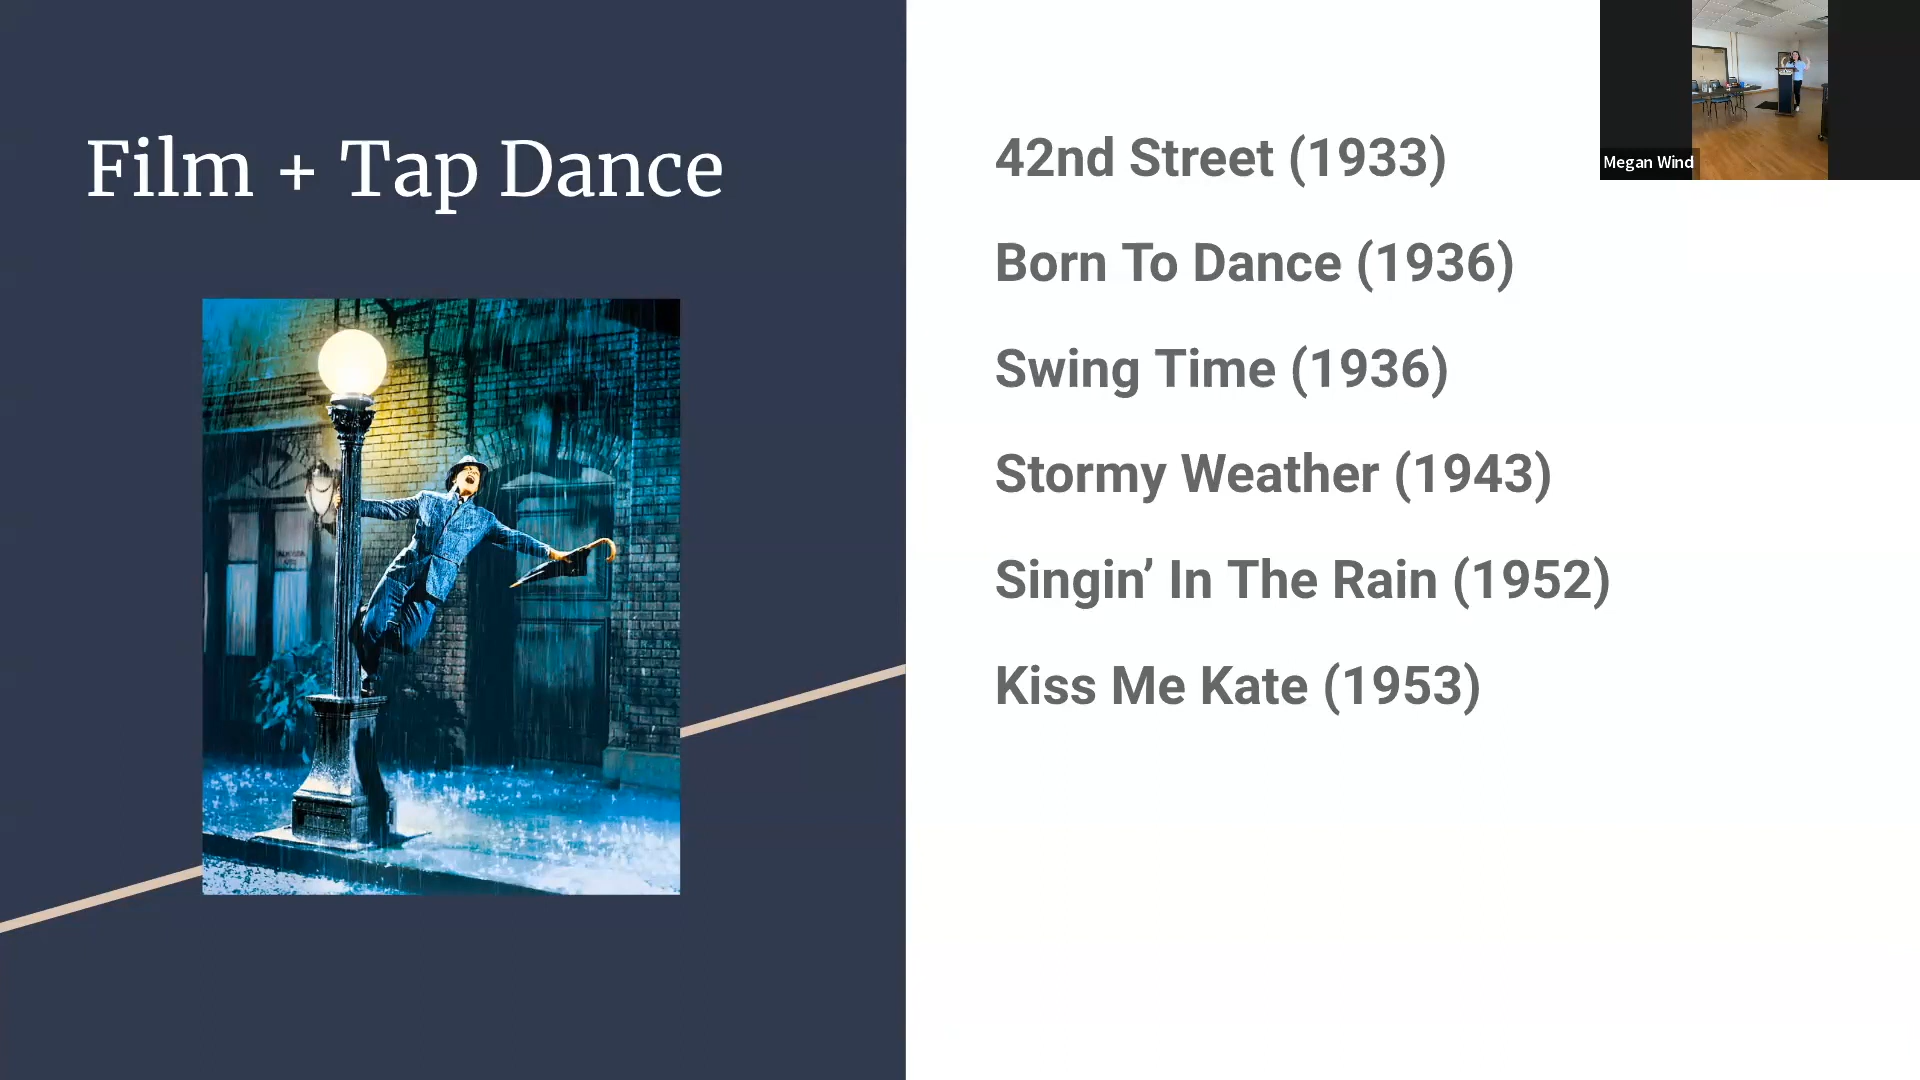 Film + Tap Dance
42nd Street (1933)
Born To Dance (1936)
Swing Time (1936)
Stormy Weather (1943)
Singin’ In The Rain (1952)
Kiss Me Kate (1953)
Megan Wind